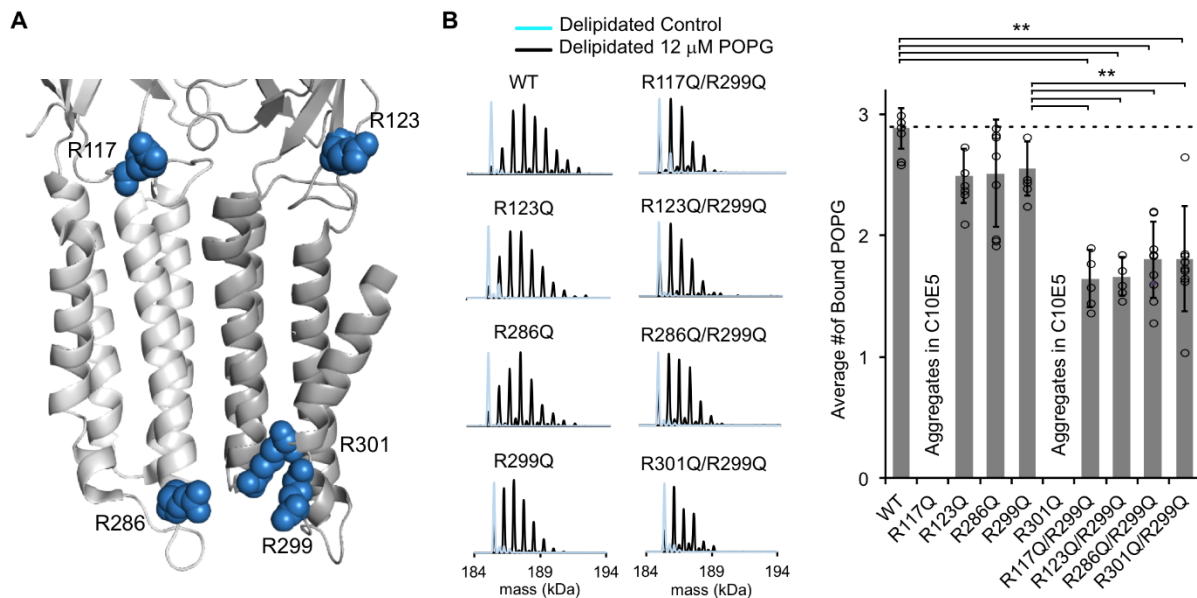 A
R117
R123
R301
R286
R299
B
Delipidated Control
Delipidated 12 μM POPG
WT
R117Q/R299Q
R123Q
R123Q/R299Q
R286Q
R286Q/R299Q
R299Q
R301Q/R299Q
184 189 194
mass (kDa)
184 189 194
mass (kDa)
**
**
Average #of Bound POPG
3
2
1
0
Aggregates in C10E5
Aggregates in C10E5
WT
R117Q
R123Q
R286Q
R299Q
R301Q
R117Q/R299Q
R123Q/R299Q
R286Q/R299Q
R301Q/R299Q